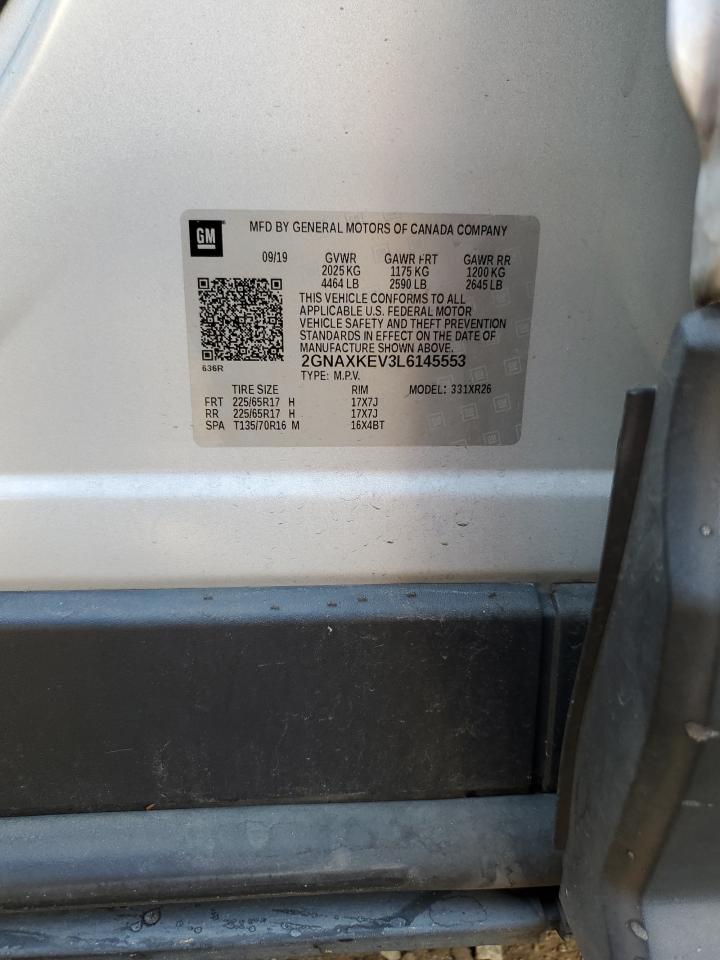 GM
MFD BY GENERAL MOTORS OF CANADA COMPANY
09/19 GVWR GAWR FRT GAWR RR
2025 KG 1175 KG 1200 KG
4464 LB 2590 LB 2645 LB
THIS VEHICLE CONFORMS TO ALL
APPLICABLE U.S. FEDERAL MOTOR
VEHICLE SAFETY AND THEFT PREVENTION
STANDARDS IN EFFECT ON THE DATE OF
MANUFACTURE SHOWN ABOVE.
636R 2GNAXKEV3L6145553
TYPE: M.P.V.
TIRE SIZE RIM MODEL: 331XR26
FRT 225/65R17 H 17X7J
RR 225/65R17 H 17X7J
SPA T135/70R16 M 16X4BT